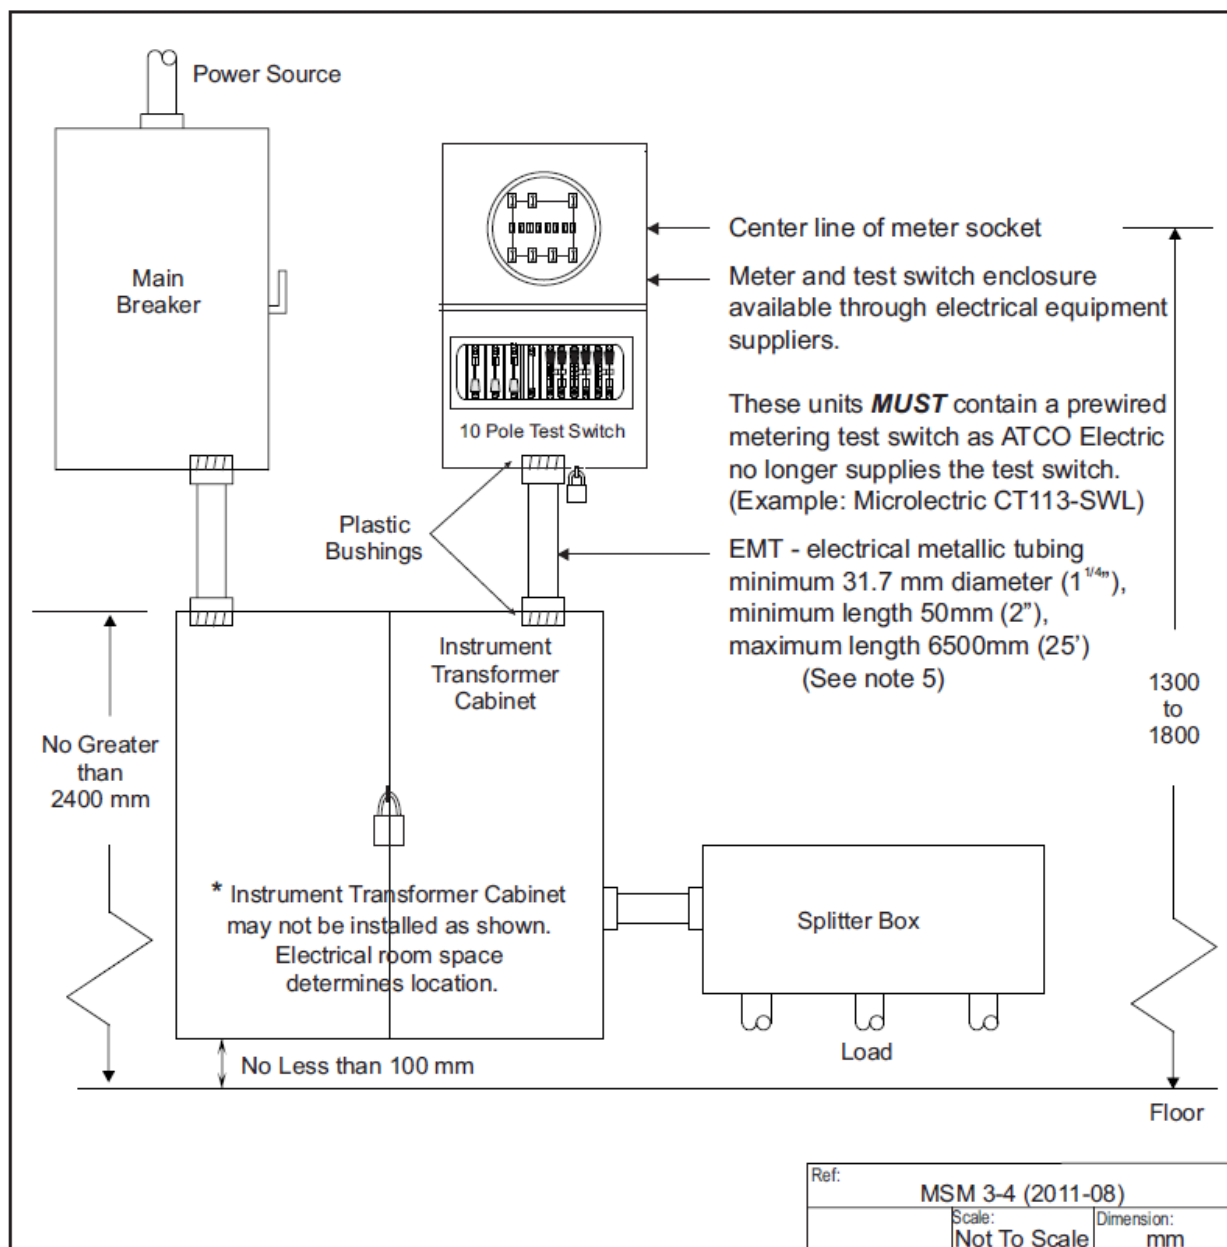 Power Source
Main
Breaker
10 Pole Test Switch
Center line of meter socket
Meter and test switch enclosure
available through electrical equipment
suppliers.
These units MUST contain a prewired
metering test switch as ATCO Electric
no longer supplies the test switch.
(Example: Microlectric CT113-SWL)
Plastic
Bushings
EMT - electrical metallic tubing
minimum 31.7 mm diameter (1 1/4"),
minimum length 50mm (2”),
maximum length 6500mm (25')
(See note 5)
Instrument
Transformer
Cabinet
1300
to
1800
No Greater
than
2400 mm
* Instrument Transformer Cabinet
may not be installed as shown.
Electrical room space
determines location.
Splitter Box
Load
No Less than 100 mm
Floor
Ref:
MSM 3-4 (2011-08)
Scale:
Not To Scale
Dimension:
mm